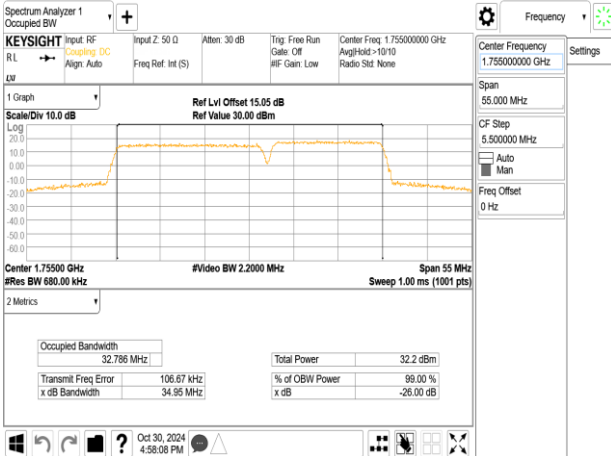 Spectrum Analyzer 1
Occupied BW
+
Frequency
KEYSIGHT
RL
Input: RF
Coupling: DC
Align: Auto
Input Z: 50 Ω
Freq Ref: Int (S)
Atten: 30 dB
Trig: Free Run
Gate: Off
#IF Gain: Low
Center Freq: 1.755000000 GHz
Avg|Hold:>10/10
Radio Std: None
LXI
Center Frequency
1.755000000 GHz
Settings
Span
55.000 MHz
CF Step
5.500000 MHz
Auto
Man
Freq Offset
0 Hz
1 Graph
Scale/Div 10.0 dB
Ref Lvl Offset 15.05 dB
Ref Value 30.00 dBm
Log
20.0
10.0
0.00
-10.0
-20.0
-30.0
-40.0
-50.0
-60.0
Center 1.75500 GHz
#Video BW 2.2000 MHz
Span 55 MHz
#Res BW 680.00 kHz
Sweep 1.00 ms (1001 pts)
2 Metrics
Occupied Bandwidth
32.786 MHz
Total Power 32.2 dBm
Transmit Freq Error 106.67 kHz
% of OBW Power 99.00 %
x dB Bandwidth 34.95 MHz
x dB -26.00 dB
?
Oct 30, 2024
4:58:08 PM